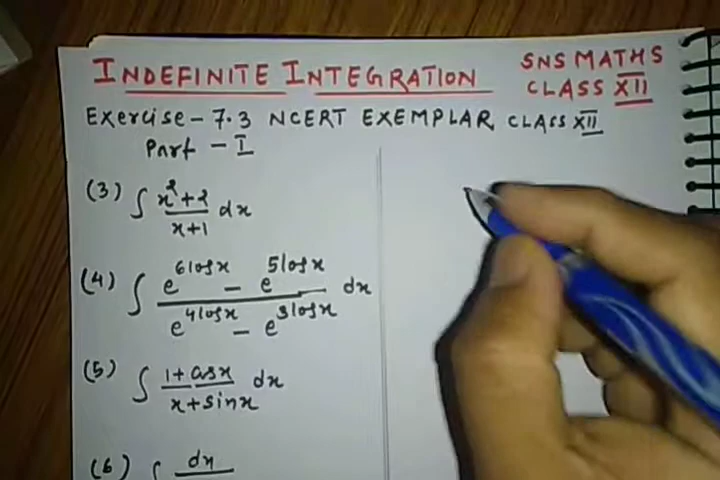 INDEFINITE INTEGRATION SNS MATHS
CLASS XII
Exercise - 7.3 NCERT EXEMPLAR CLASS XII
Part - I
(3) ∫ (x²+2)/(x+1) dx
(4) ∫ (e^{6logx} - e^{5logx})/(e^{4logx} - e^{3logx}) dx
(5) ∫ (1+cosx)/(x+sinx) dx
(6) ∫ dx